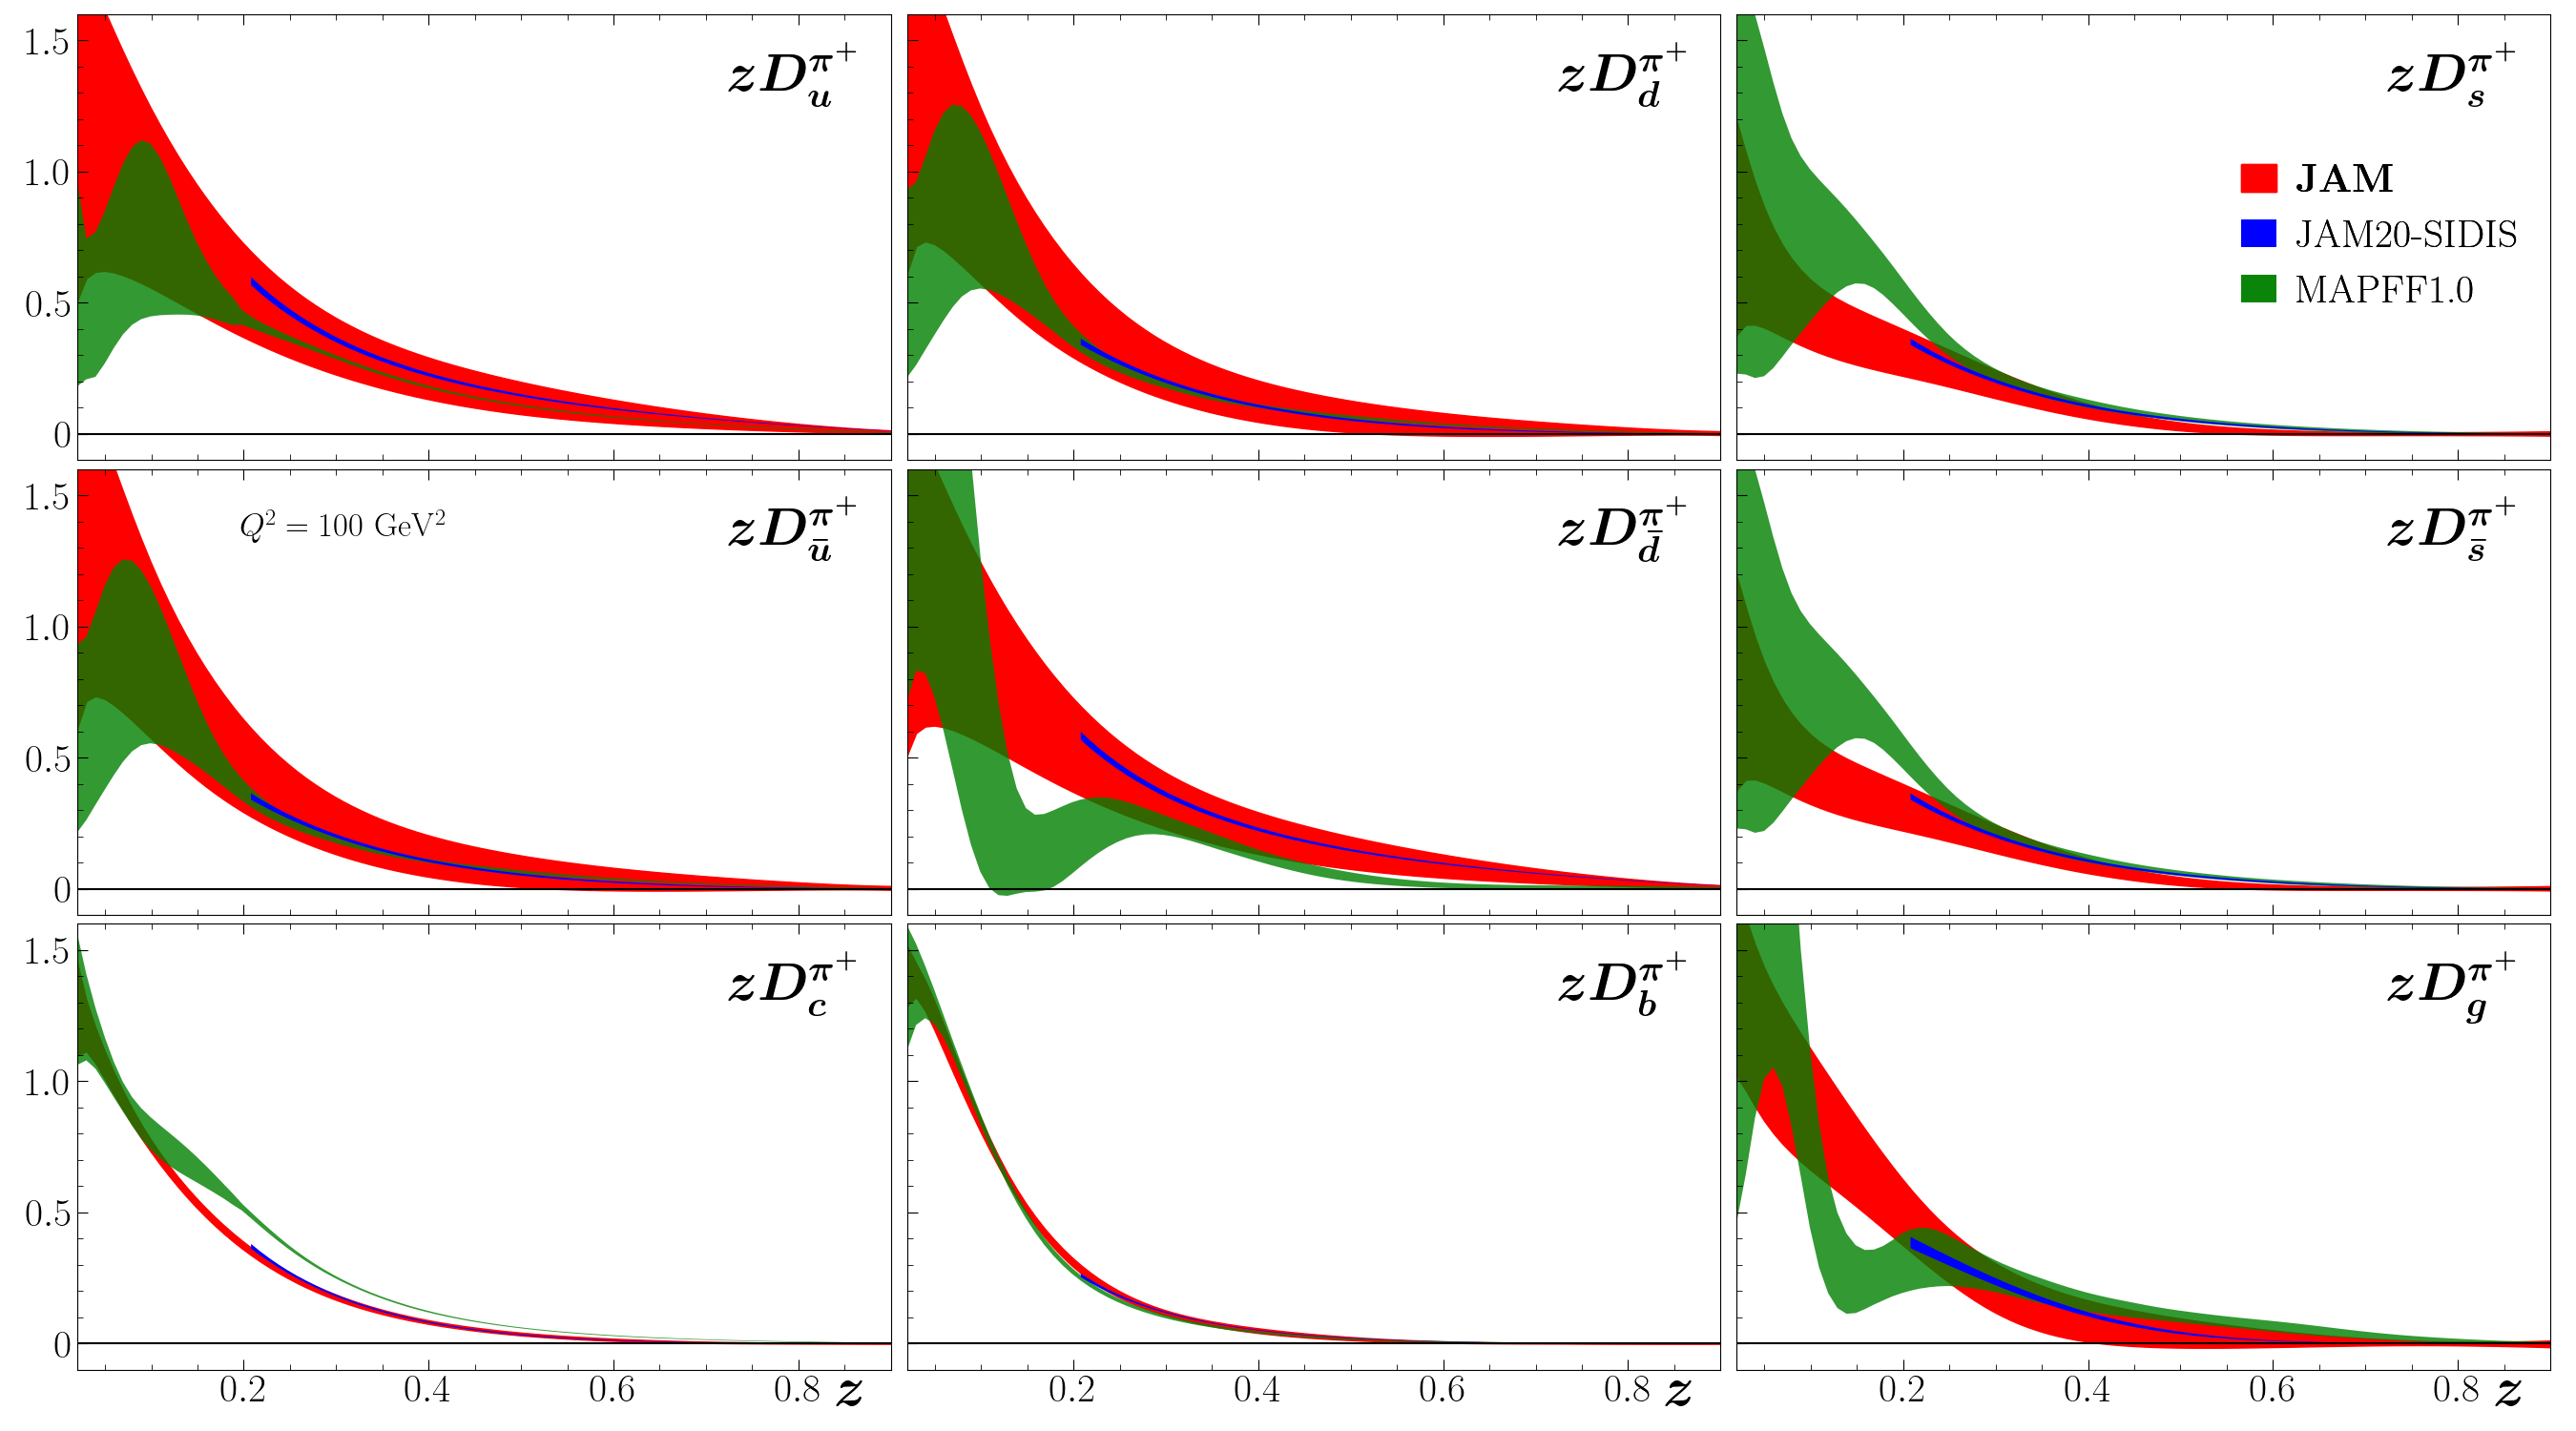 1.5
1.0
0.5
0
zD_u^{π^+}
zD_d^{π^+}
zD_s^{π^+}
JAM
JAM20-SIDIS
MAPFF1.0
1.5
1.0
0.5
0
Q² = 100 GeV²
zD_ū^{π^+}
zD_d̄^{π^+}
zD_s̄^{π^+}
1.5
1.0
0.5
0
zD_c^{π^+}
zD_b^{π^+}
zD_g^{π^+}
0.2 0.4 0.6 0.8 z
0.2 0.4 0.6 0.8 z
0.2 0.4 0.6 0.8 z